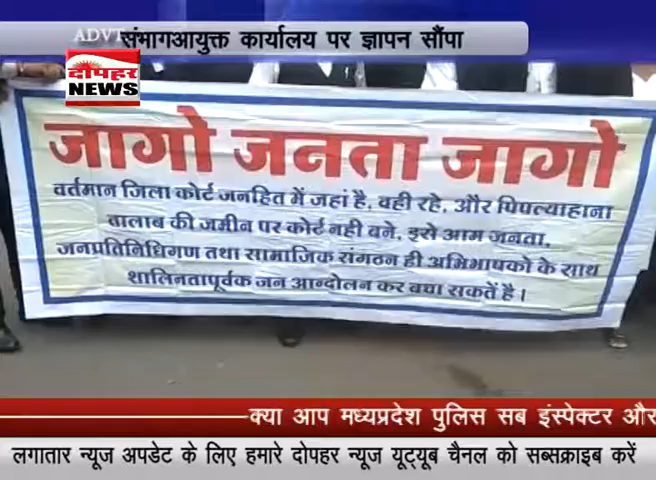 ADVT
संभागआयुक्त कार्यालय पर ज्ञापन सौंपा
दोपहर
NEWS
जागो जनता जागो
वर्तमान जिला कोर्ट जनहित में जहां है, वही रहे, और पिपल्याहाना
तालाब की जमीन पर कोर्ट नही बने, इसे आम जनता,
जनप्रतिनिधिगण तथा सामाजिक संगठन ही अभिभाषको के साथ
शालिनतापूर्वक जन आन्दोलन कर बचा सकतें है।
क्या आप मध्यप्रदेश पुलिस सब इंस्पेक्टर और
लगातार न्यूज अपडेट के लिए हमारे दोपहर न्यूज यूट्यूब चैनल को सब्सक्राइब करें